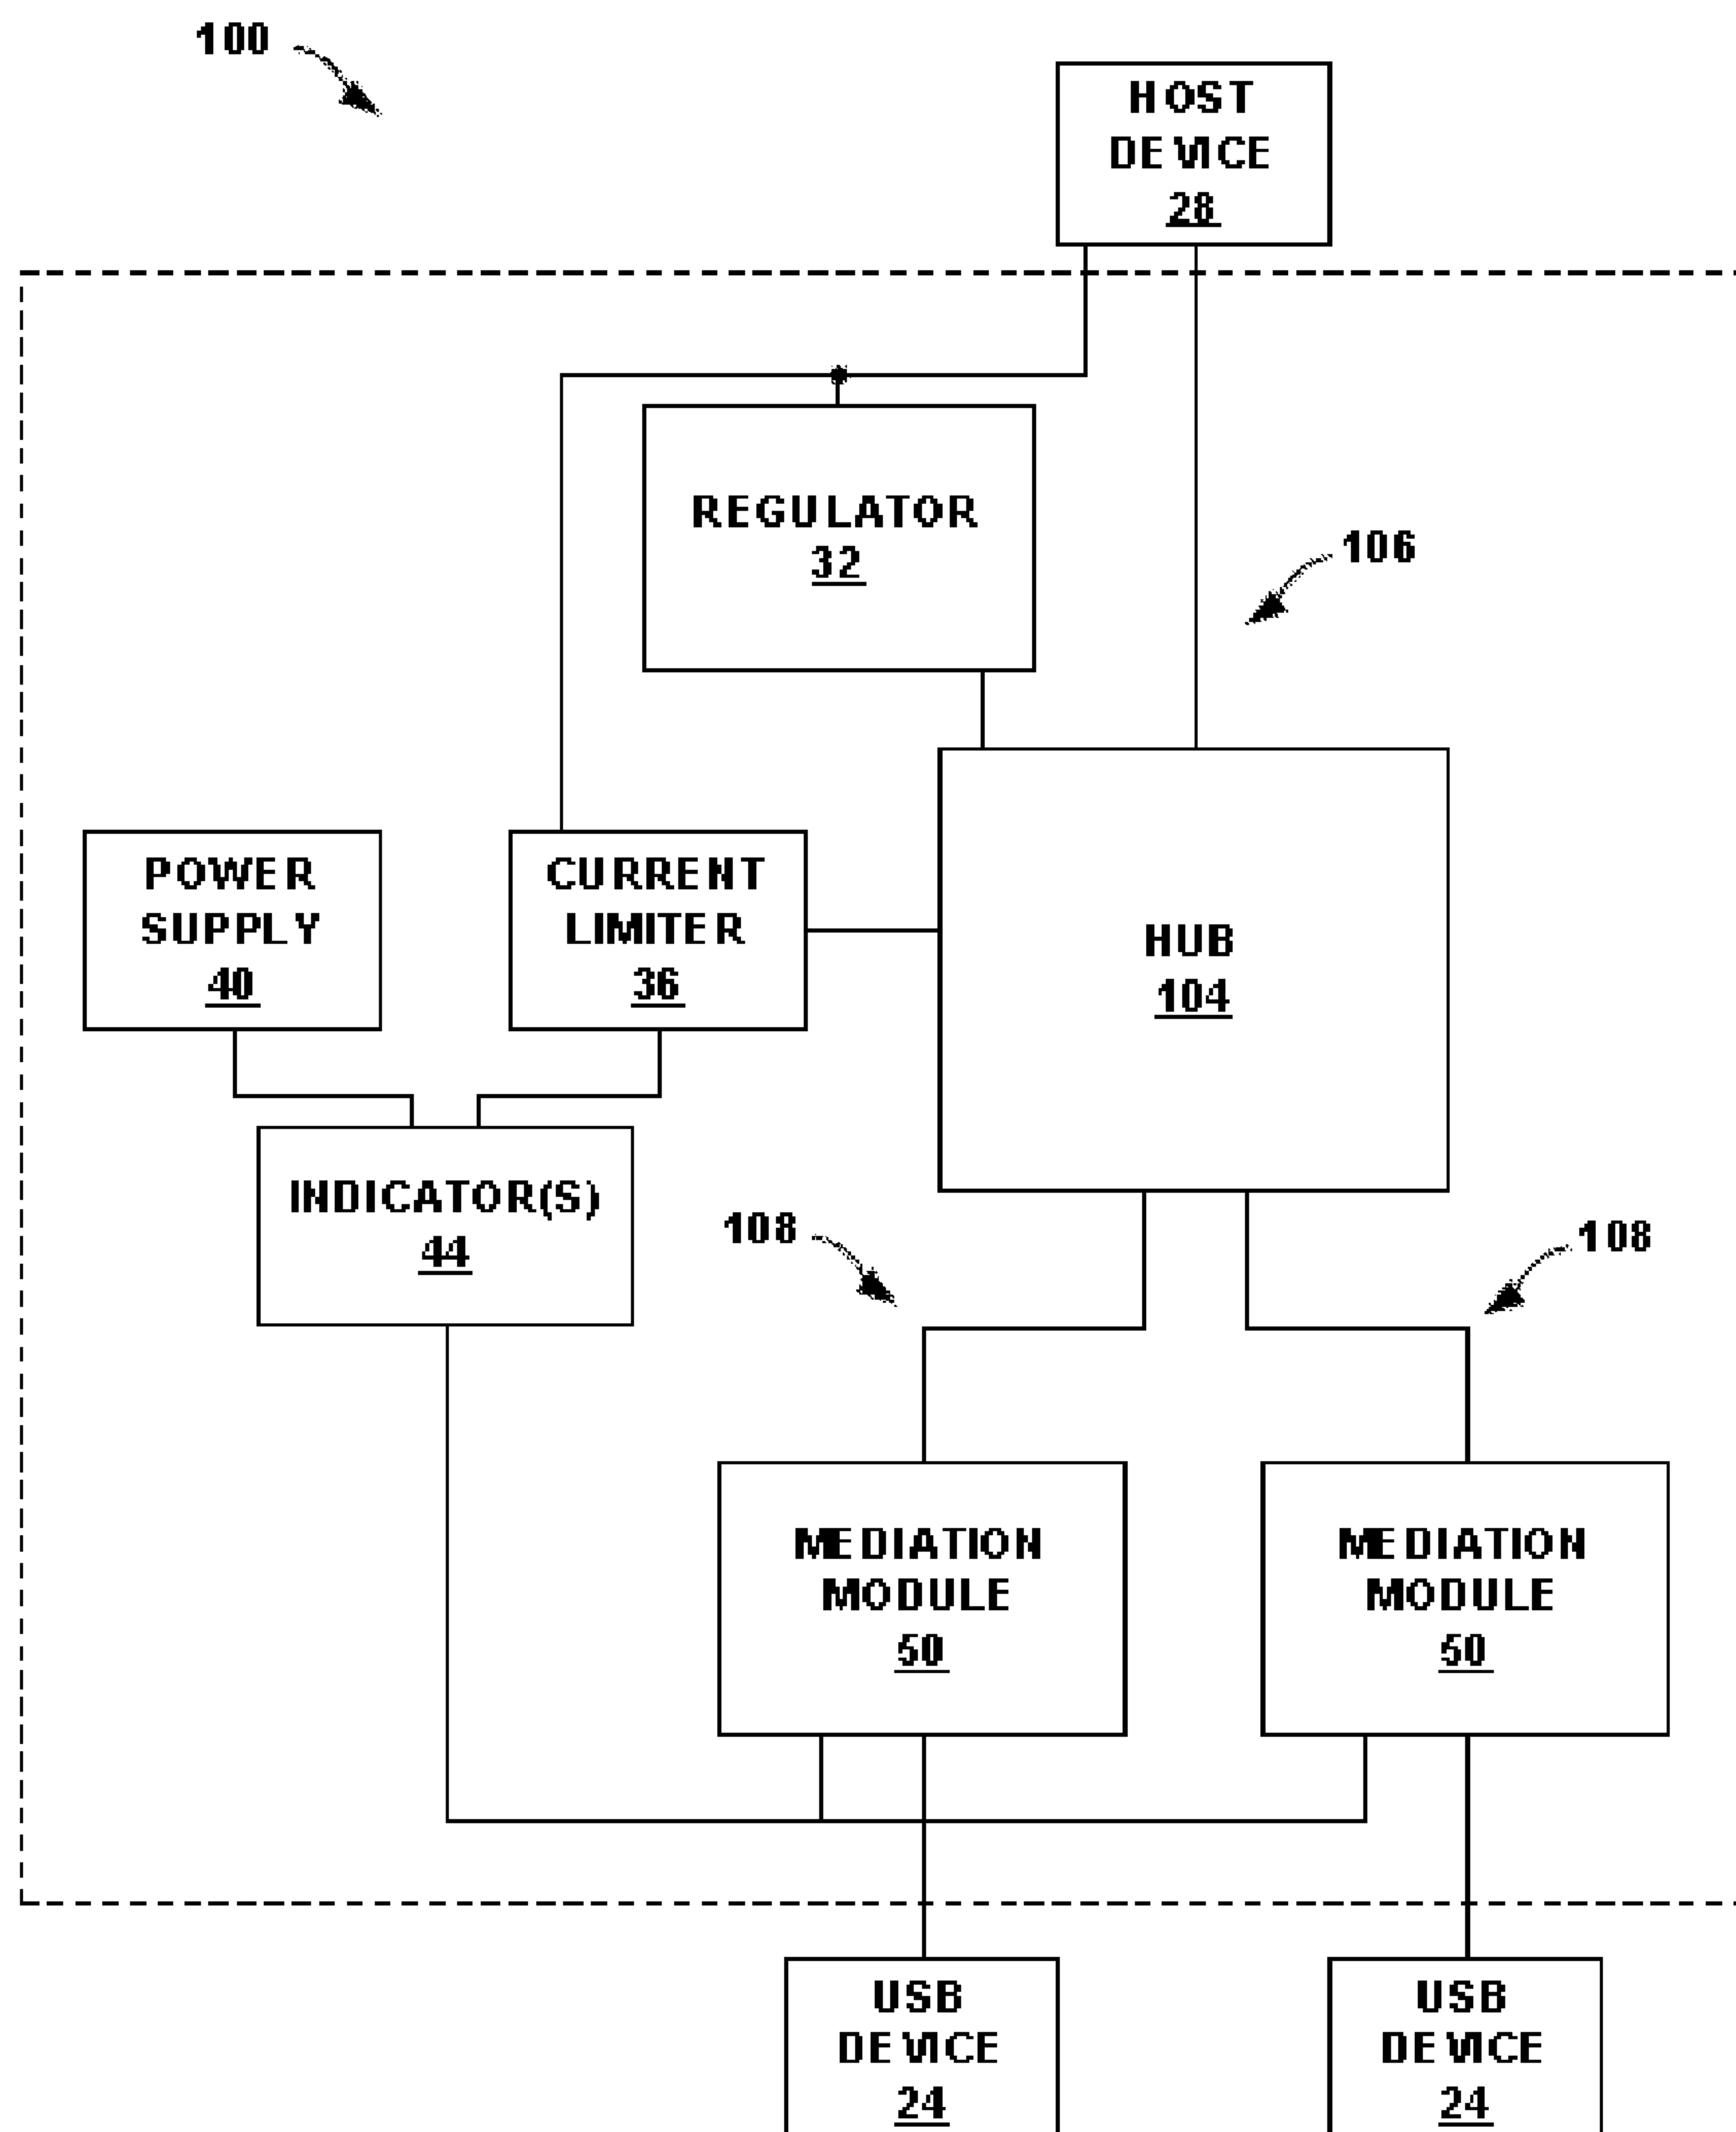 100
HOST
DEVICE
28
REGULATOR
32
106
POWER
SUPPLY
40
CURRENT
LIMITER
36
HUB
104
INDICATOR(S)
44
108
108
MEDIATION
MODULE
50
MEDIATION
MODULE
50
USB
DEVICE
24
USB
DEVICE
24